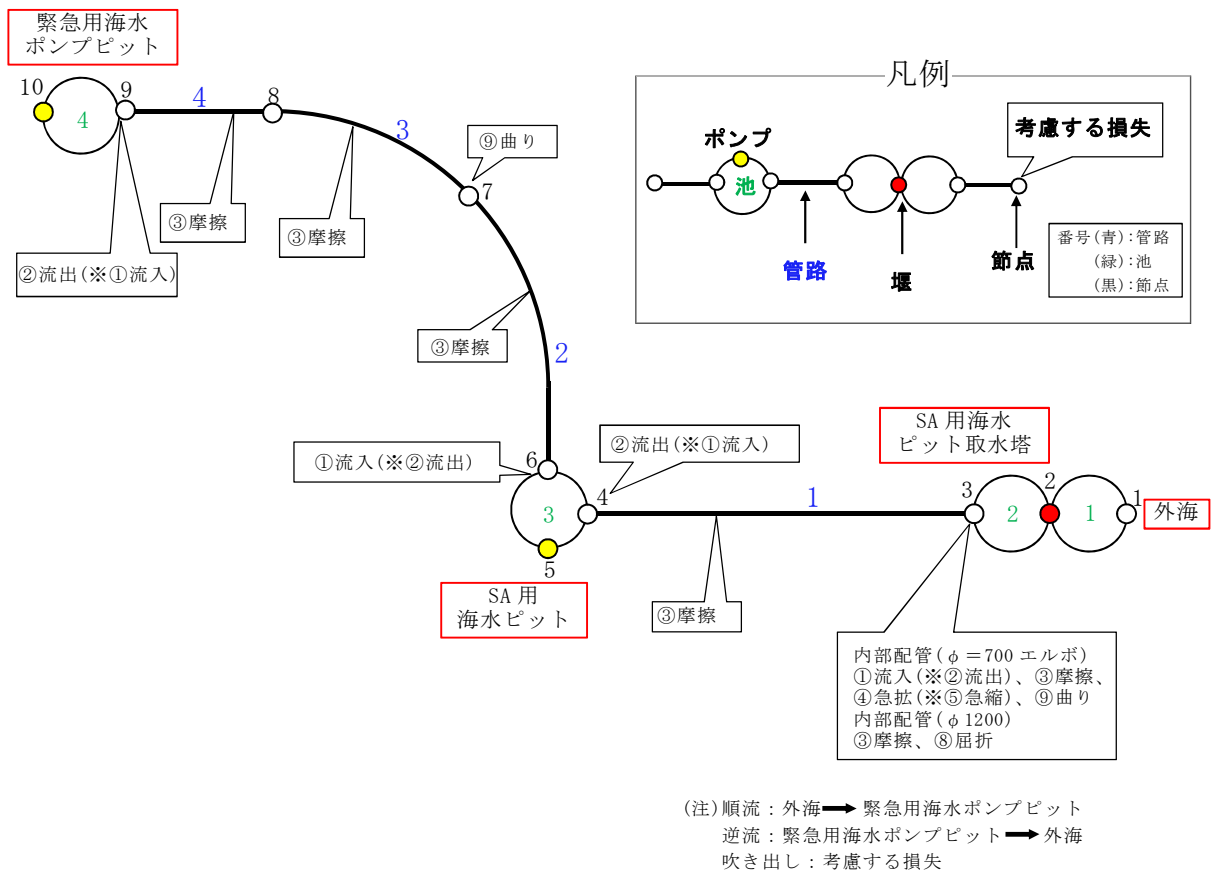 緊急用海水
ポンプピット
10
4
9
4
8
3
⑨曲り
7
③摩擦
③摩擦
②流出(※①流入)
③摩擦
2
①流入(※②流出)
6
3
5
SA 用
海水ピット
②流出(※①流入)
4
1
③摩擦
SA 用海水
ピット取水塔
3
2
2
1
1
外海
内部配管(φ＝700 エルボ)
①流入(※②流出)、③摩擦、
④急拡(※⑤急縮)、⑨曲り
内部配管(φ1200)
③摩擦、⑧屈折
凡例
ポンプ
池
管路
堰
考慮する損失
節点
番号(青):管路
(緑):池
(黒):節点
(注)順流：外海➡緊急用海水ポンプピット
逆流：緊急用海水ポンプピット➡外海
吹き出し：考慮する損失